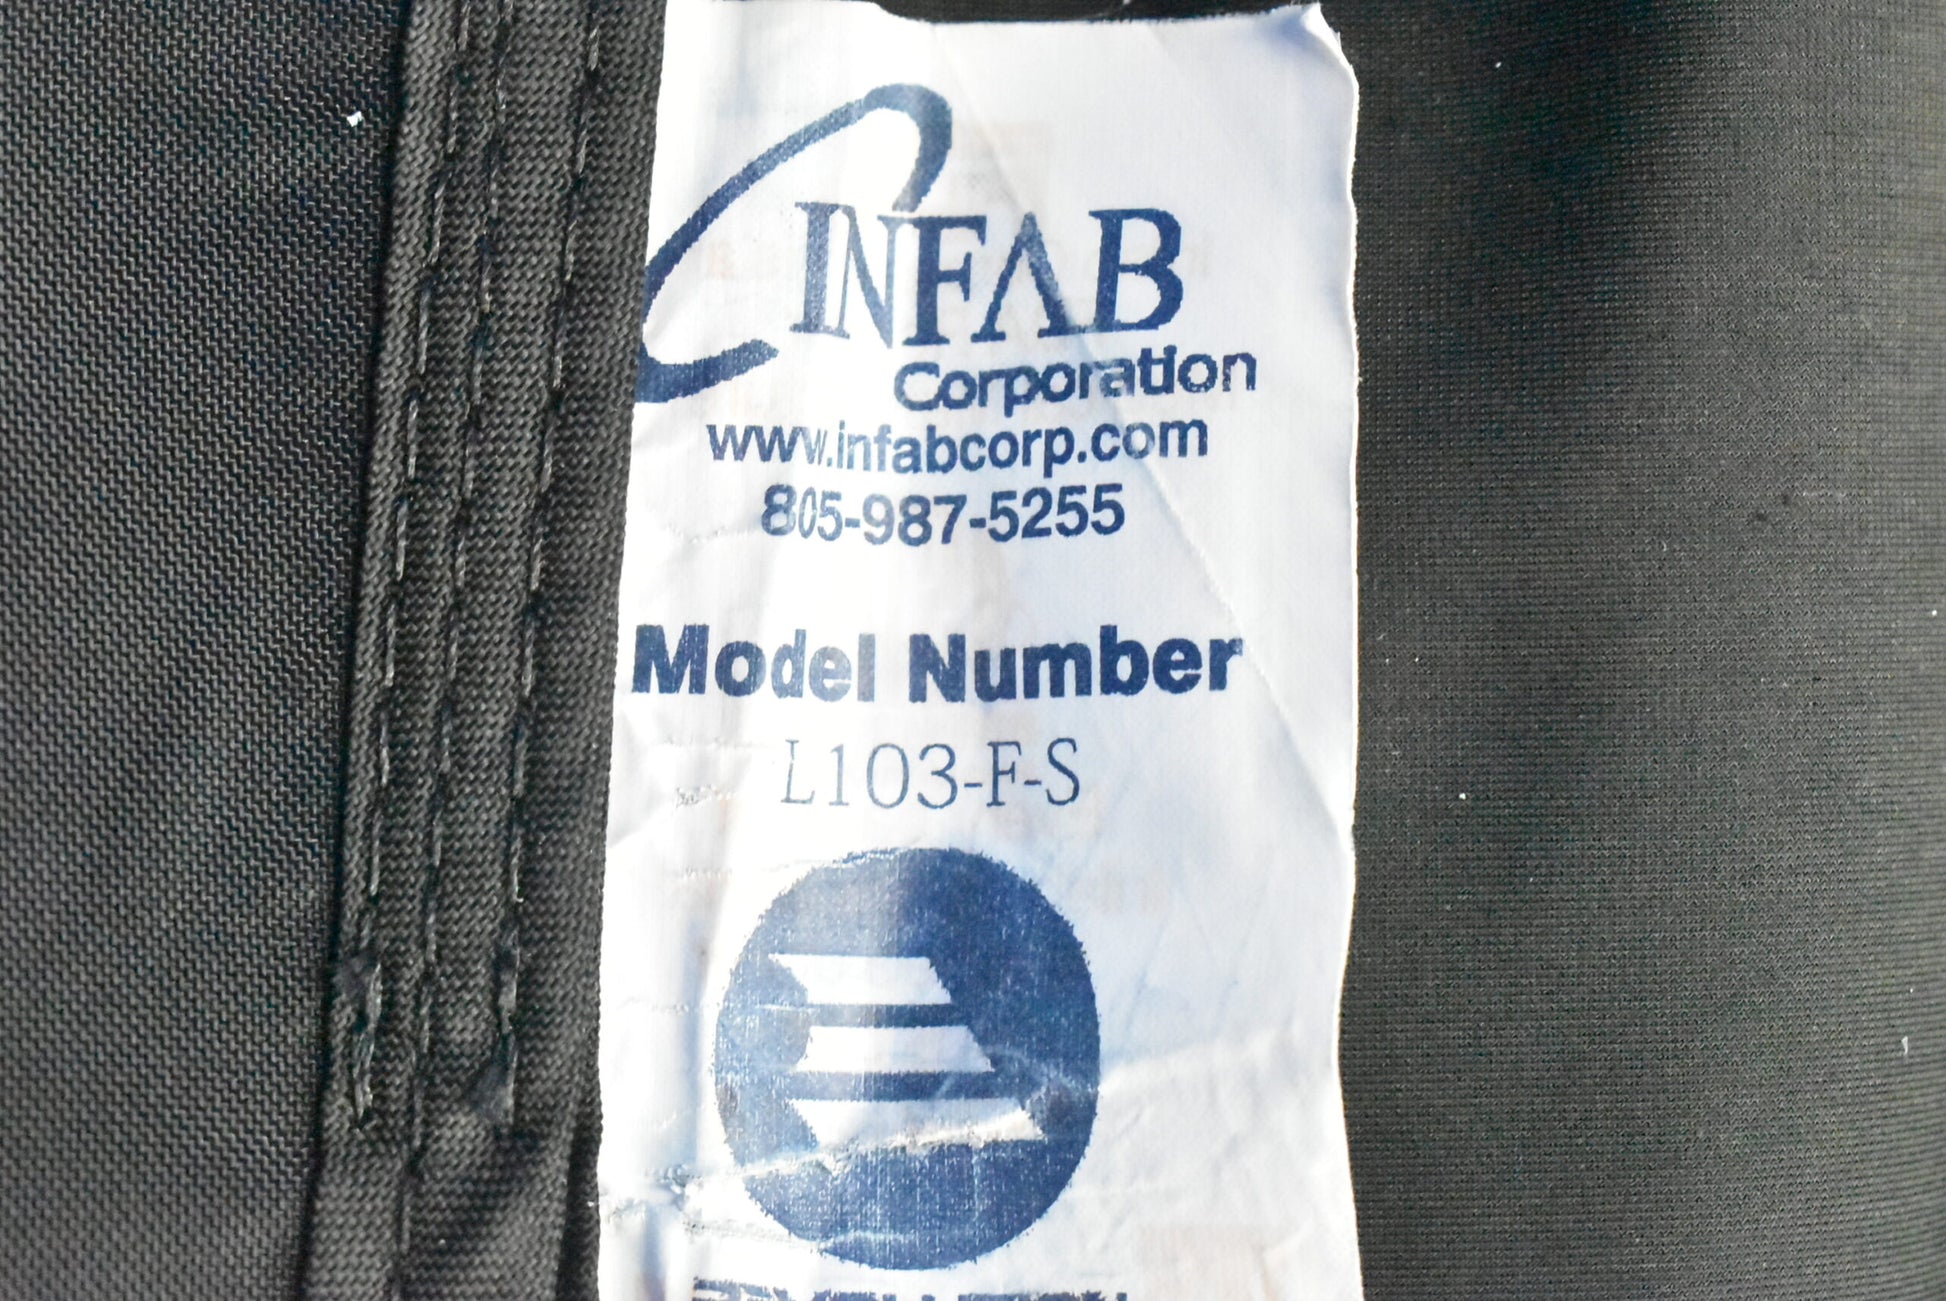 INFAB
Corporation
www.infabcorp.com
805-987-5255
Model Number
L103-F-S